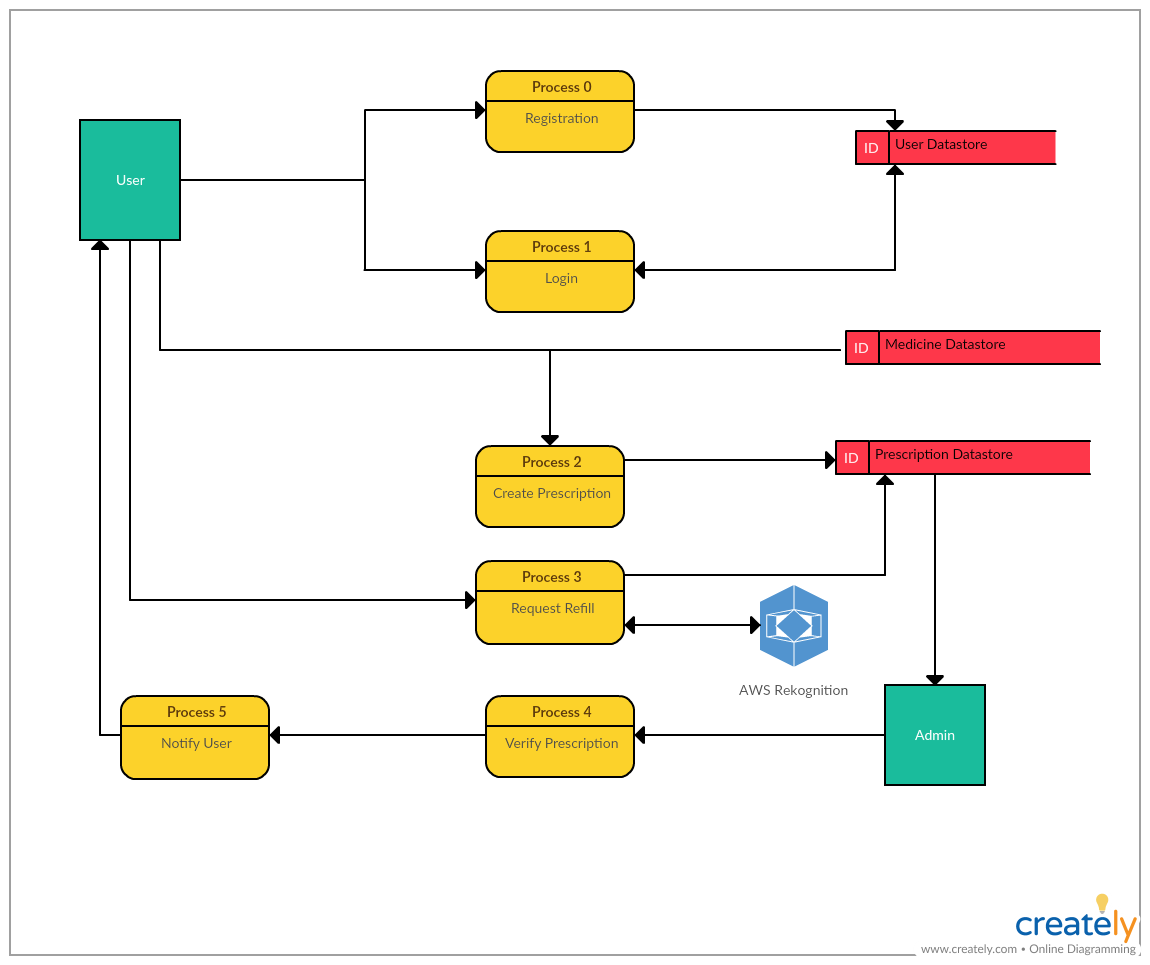 Process 0
Registration
User
ID
User Datastore
Process 1
Login
ID
Medicine Datastore
Process 2
Create Prescription
ID
Prescription Datastore
Process 3
Request Refill
AWS Rekognition
Process 5
Notify User
Process 4
Verify Prescription
Admin
creately
www.creately.com • Online Diagramming